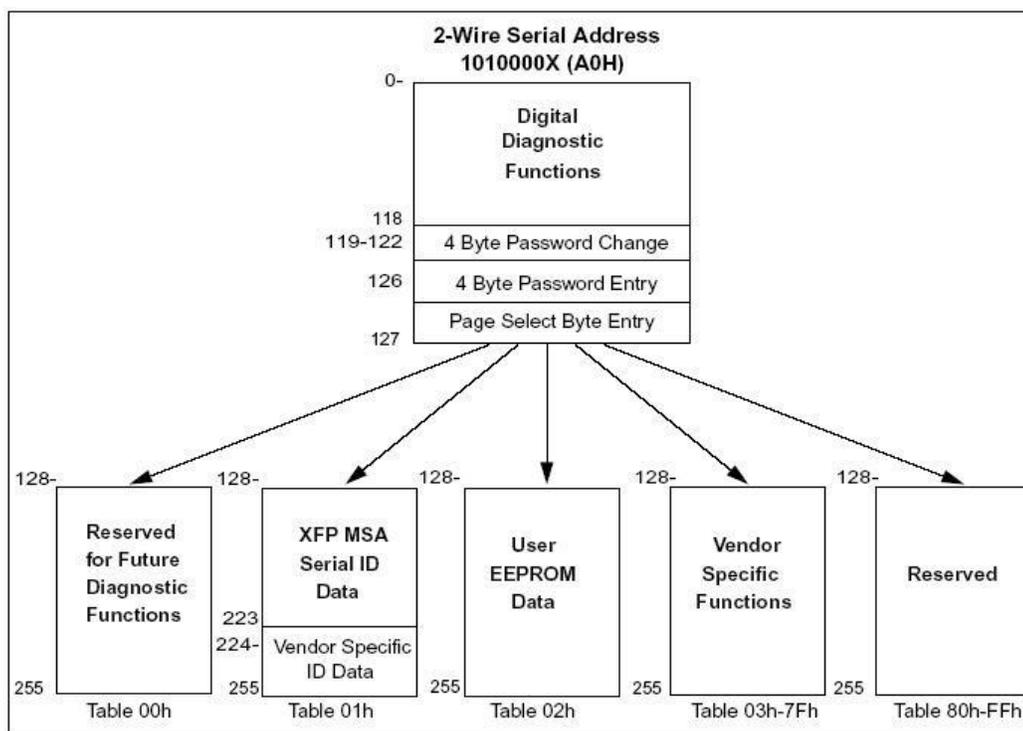 2-Wire Serial Address
1010000X (A0H)
0-
Digital
Diagnostic
Functions
118
119-122
4 Byte Password Change
126
4 Byte Password Entry
Page Select Byte Entry
127
128-
Reserved
for Future
Diagnostic
Functions
255
Table 00h
128-
XFP MSA
Serial ID
Data
223
224-
Vendor Specific
ID Data
255
Table 01h
128-
User
EEPROM
Data
255
Table 02h
128-
Vendor
Specific
Functions
255
Table 03h-7Fh
128-
Reserved
255
Table 80h-FFh